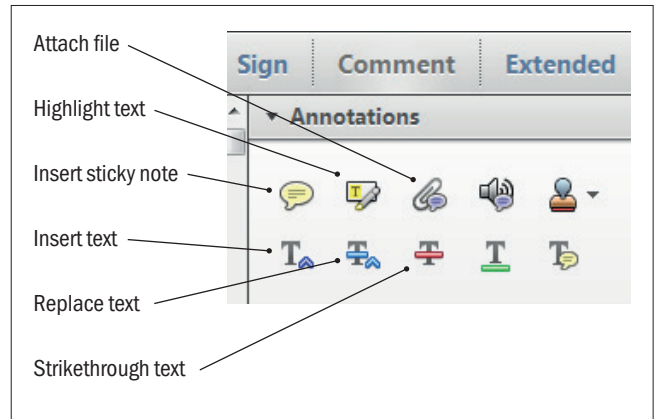 Attach file
Sign Comment Extended
Highlight text
Annotations
Insert sticky note
T
Insert text
T T T T T
Replace text
Strikethrough text